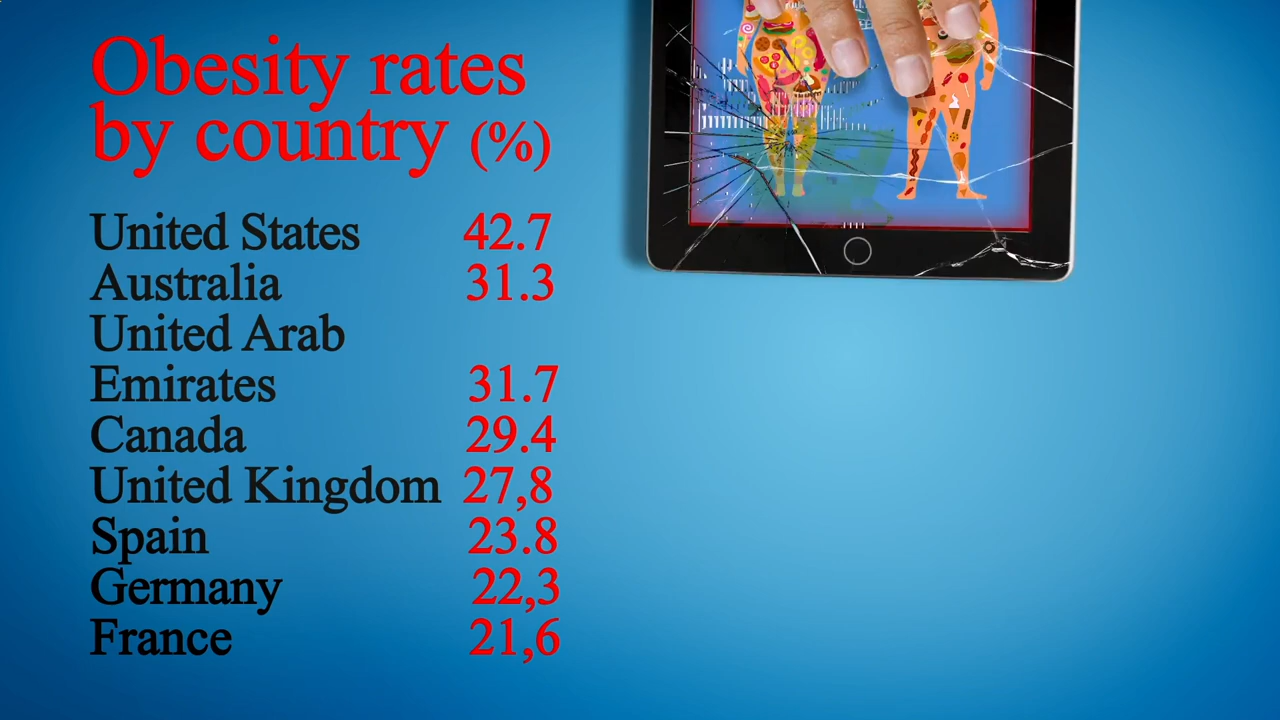 Obesity rates
by country (%)
United States 42.7
Australia 31.3
United Arab
Emirates 31.7
Canada 29.4
United Kingdom 27,8
Spain 23.8
Germany 22,3
France 21,6